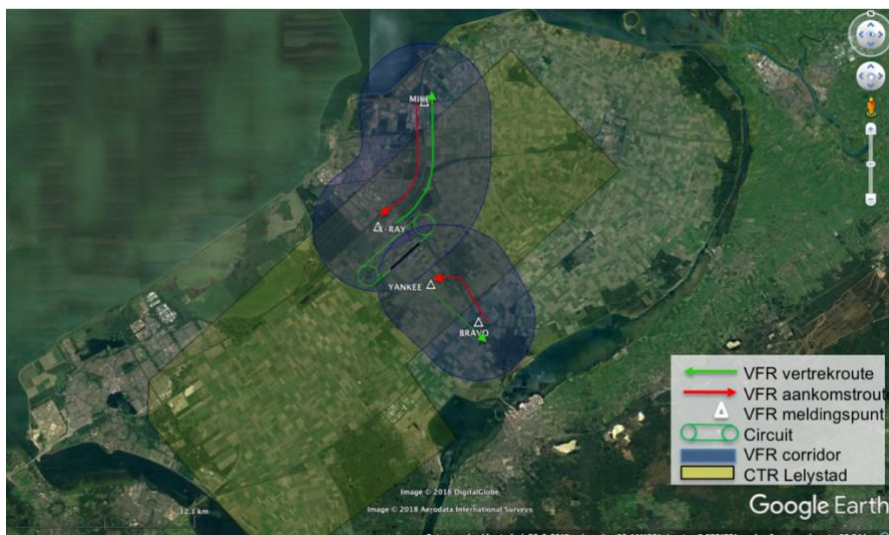 N
MIKE
X-RAY
YANKEE
BRAVO
VFR vertrekroute
VFR aankomstrout
VFR meldingspunt
Circuit
VFR corridor
CTR Lelystad
Image © 2018 DigitalGlobe
Image © 2018 Aerodata International Surveys
12.3 km
Google Earth